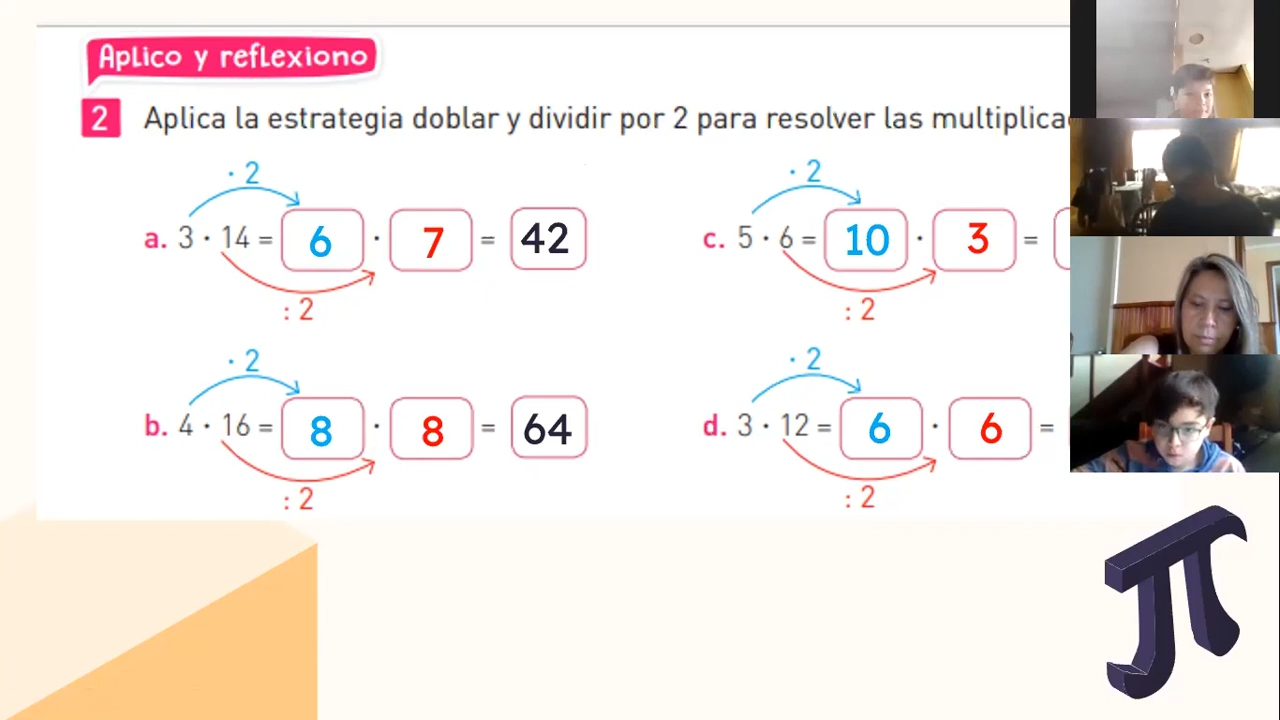 Aplico y reflexiono
2 Aplica la estrategia doblar y dividir por 2 para resolver las
· 2
a. 3 · 14 = 6 · 7 = 42
: 2
· 2
b. 4 · 16 = 8 · 8 = 64
: 2
· 2
c. 5 · 6 = 10 · 3 =
: 2
· 2
d. 3 · 12 = 6 · 6 =
: 2
π